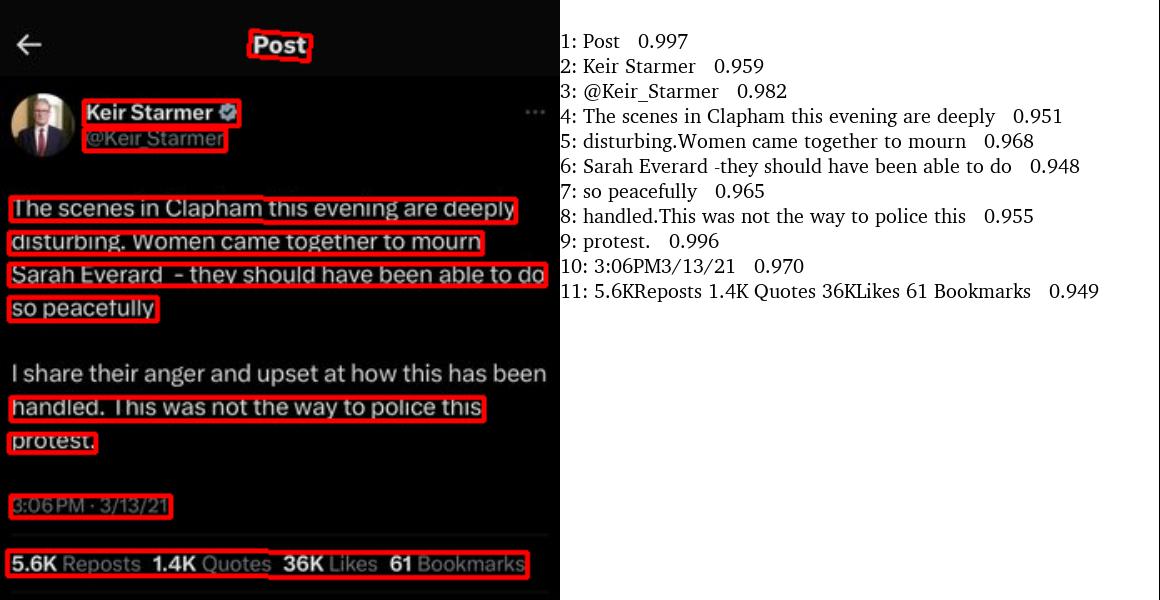 Post
Keir Starmer
@Keir_Starmer
The scenes in Clapham this evening are deeply
disturbing. Women came together to mourn
Sarah Everard - they should have been able to do
so peacefully
I share their anger and upset at how this has been
handled. This was not the way to police this
protest.
3:06 PM · 3/13/21
5.6K Reposts 1.4K Quotes 36K Likes 61 Bookmarks
1: Post 0.997
2: Keir Starmer 0.959
3: @Keir_Starmer 0.982
4: The scenes in Clapham this evening are deeply 0.951
5: disturbing.Women came together to mourn 0.968
6: Sarah Everard -they should have been able to do 0.948
7: so peacefully 0.965
8: handled.This was not the way to police this 0.955
9: protest. 0.996
10: 3:06PM3/13/21 0.970
11: 5.6KReposts 1.4K Quotes 36KLikes 61 Bookmarks 0.949